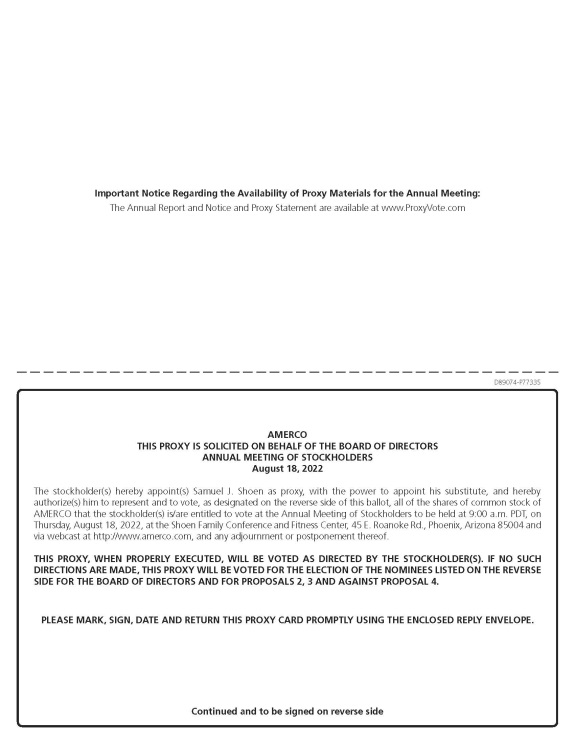 Important Notice Regarding the Availability of Proxy Materials for the Annual Meeting:
The Annual Report and Notice and Proxy Statement are available at www.ProxyVote.com
D89074-P77335
AMERCO
THIS PROXY IS SOLICITED ON BEHALF OF THE BOARD OF DIRECTORS
ANNUAL MEETING OF STOCKHOLDERS
August 18, 2022
The stockholder(s) hereby appoint(s) Samuel J. Shoen as proxy, with the power to appoint his substitute, and hereby
authorize(s) him to represent and to vote, as designated on the reverse side of this ballot, all of the shares of common stock of
AMERCO that the stockholder(s) is/are entitled to vote at the Annual Meeting of Stockholders to be held at 9:00 a.m. PDT, on
Thursday, August 18, 2022, at the Shoen Family Conference and Fitness Center, 45 E. Roanoke Rd., Phoenix, Arizona 85004 and
via webcast at http://www.amerco.com, and any adjournment or postponement thereof.
THIS PROXY, WHEN PROPERLY EXECUTED, WILL BE VOTED AS DIRECTED BY THE STOCKHOLDER(S). IF NO SUCH
DIRECTIONS ARE MADE, THIS PROXY WILL BE VOTED FOR THE ELECTION OF THE NOMINEES LISTED ON THE REVERSE
SIDE FOR THE BOARD OF DIRECTORS AND FOR PROPOSALS 2, 3 AND AGAINST PROPOSAL 4.
PLEASE MARK, SIGN, DATE AND RETURN THIS PROXY CARD PROMPTLY USING THE ENCLOSED REPLY ENVELOPE.
Continued and to be signed on reverse side